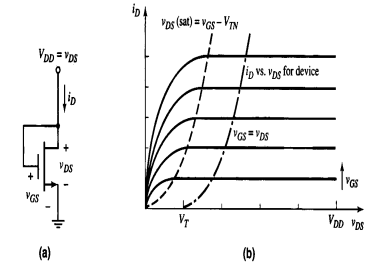 V_DD = v_DS
i_D
+
v_DS
+
v_GS
–
–
(a)
i_D
v_DS (sat) = v_GS – V_TN
i_D vs. v_DS for device
v_GS = v_DS
v_GS
V_T
V_DD
v_DS
(b)